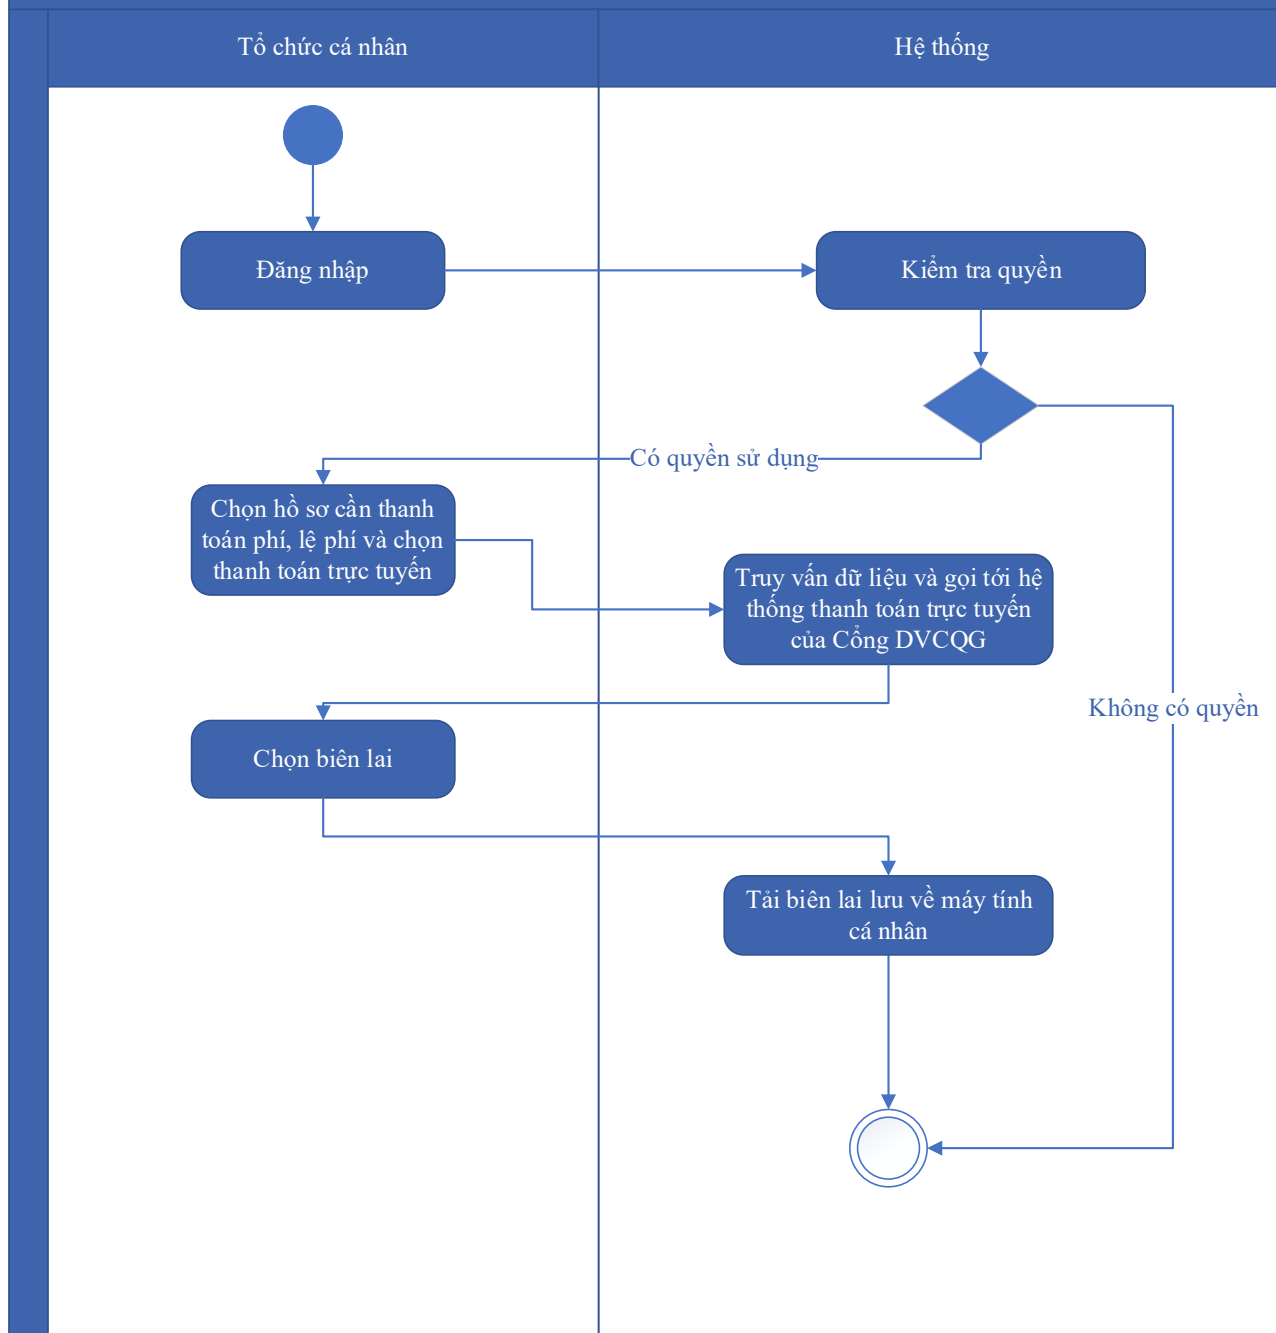 Tổ chức cá nhân
Hệ thống
Đăng nhập
Kiểm tra quyền
Có quyền sử dụng
Chọn hồ sơ cần thanh
toán phí, lệ phí và chọn
thanh toán trực tuyến
Truy vấn dữ liệu và gọi tới hệ
thống thanh toán trực tuyến
của Cổng DVCQG
Không có quyền
Chọn biên lai
Tải biên lai lưu về máy tính
cá nhân